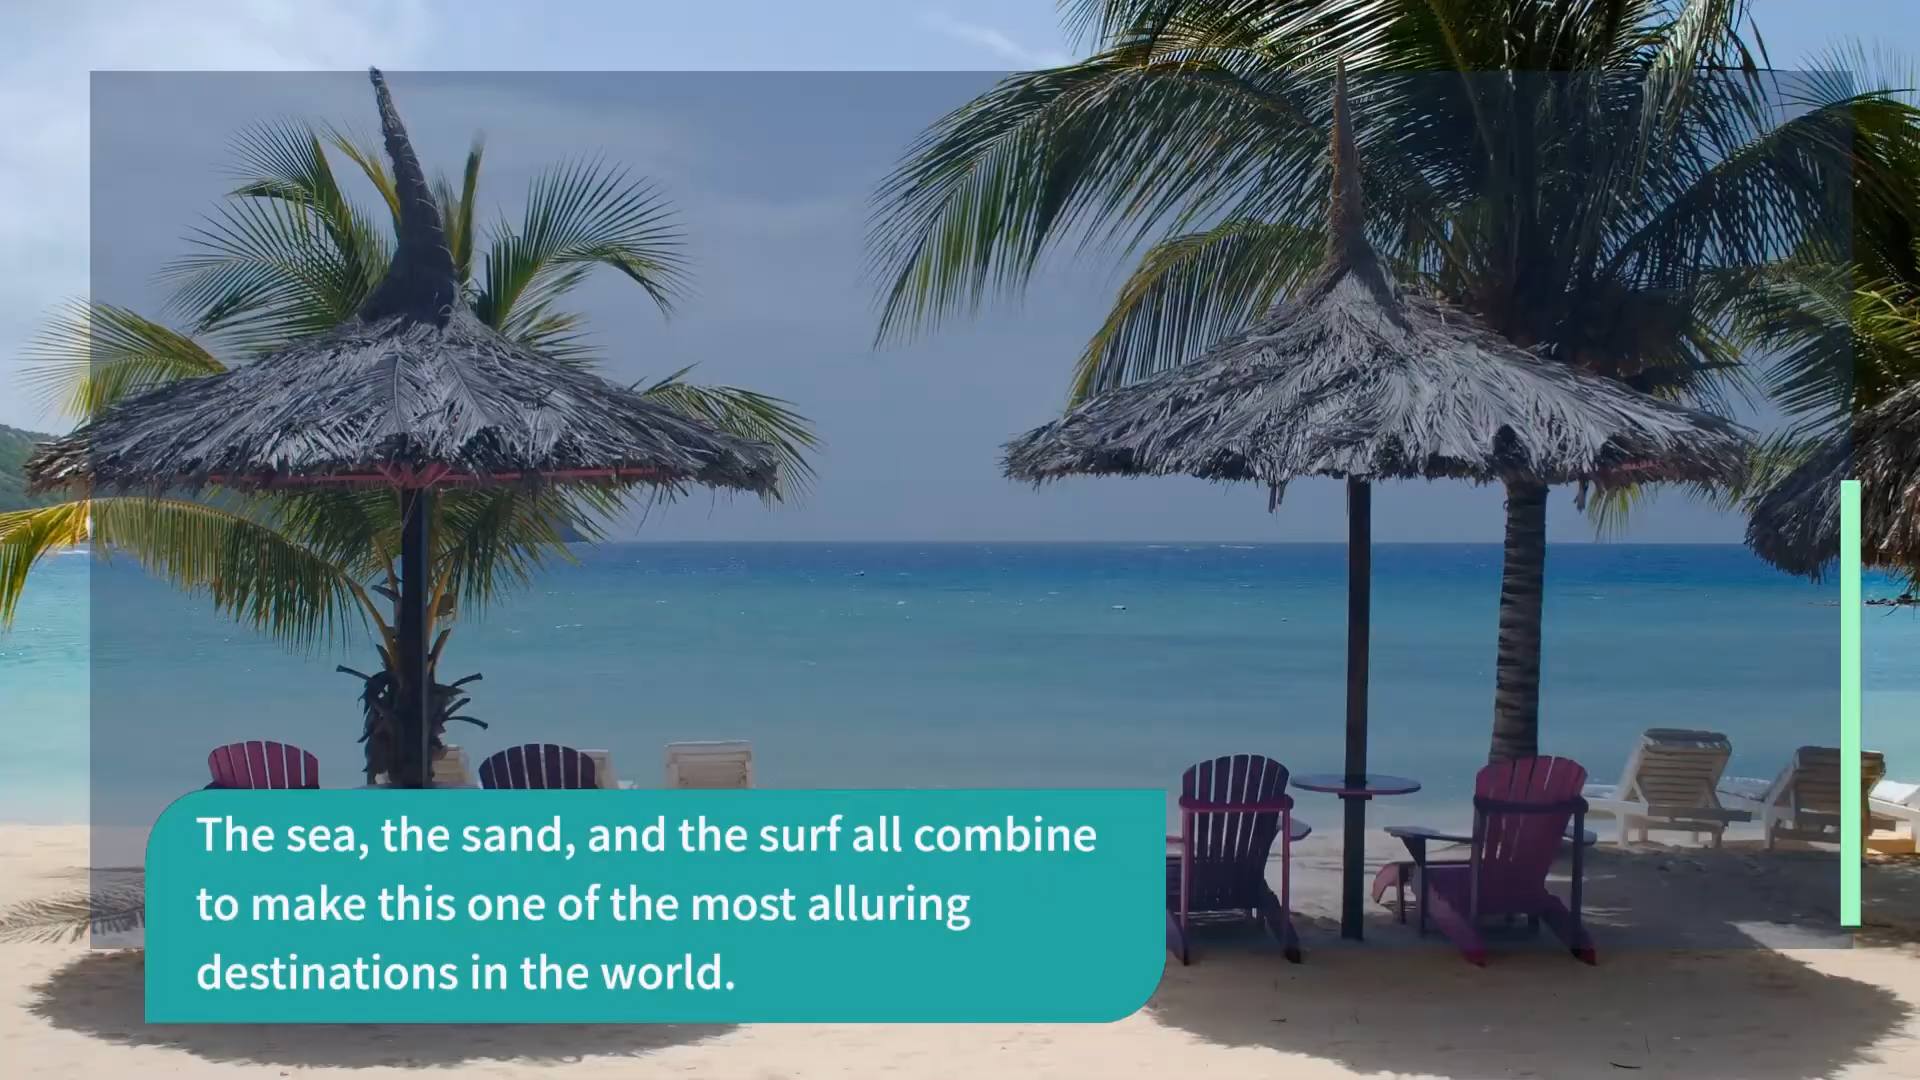 The sea, the sand, and the surf all combine
to make this one of the most alluring
destinations in the world.